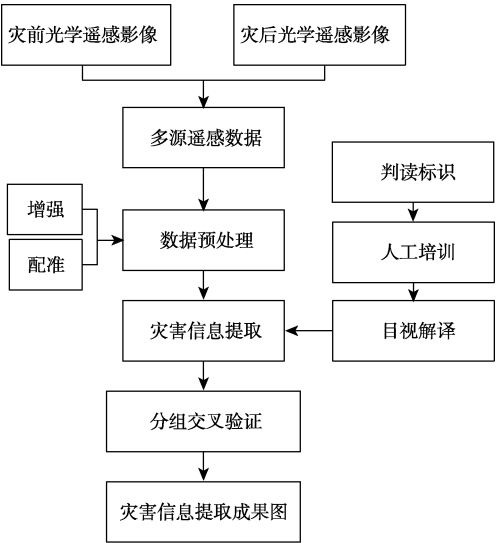 灾前光学遥感影像
灾后光学遥感影像
多源遥感数据
判读标识
增强
数据预处理
人工培训
配准
灾害信息提取
目视解译
分组交叉验证
灾害信息提取成果图